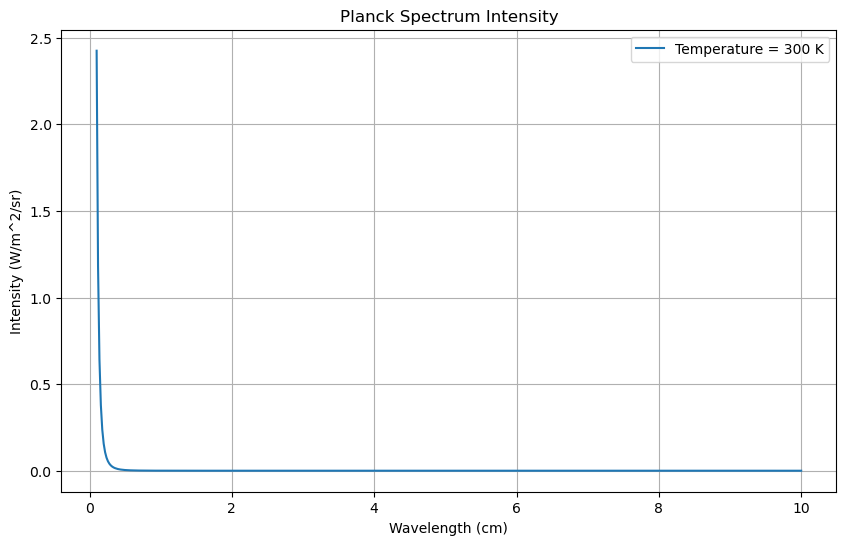 Planck Spectrum Intensity
Temperature = 300 K
Intensity (W/m^2/sr)
2.5
2.0
1.5
1.0
0.5
0.0
0 2 4 6 8 10
Wavelength (cm)